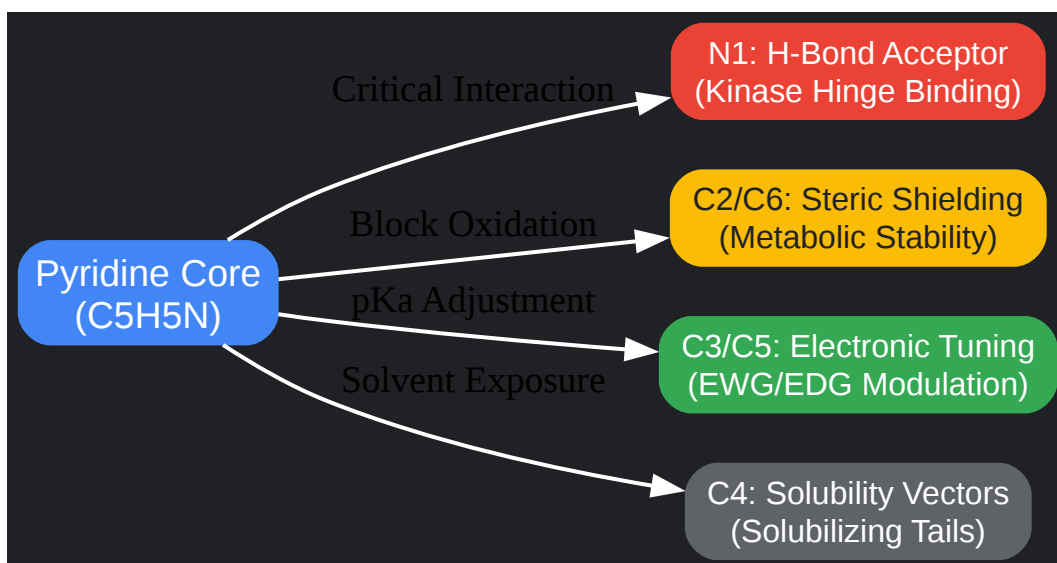 Pyridine Core
(C5H5N)
Critical Interaction
N1: H-Bond Acceptor
(Kinase Hinge Binding)
Block Oxidation
C2/C6: Steric Shielding
(Metabolic Stability)
pKa Adjustment
C3/C5: Electronic Tuning
(EWG/EDG Modulation)
Solvent Exposure
C4: Solubility Vectors
(Solubilizing Tails)